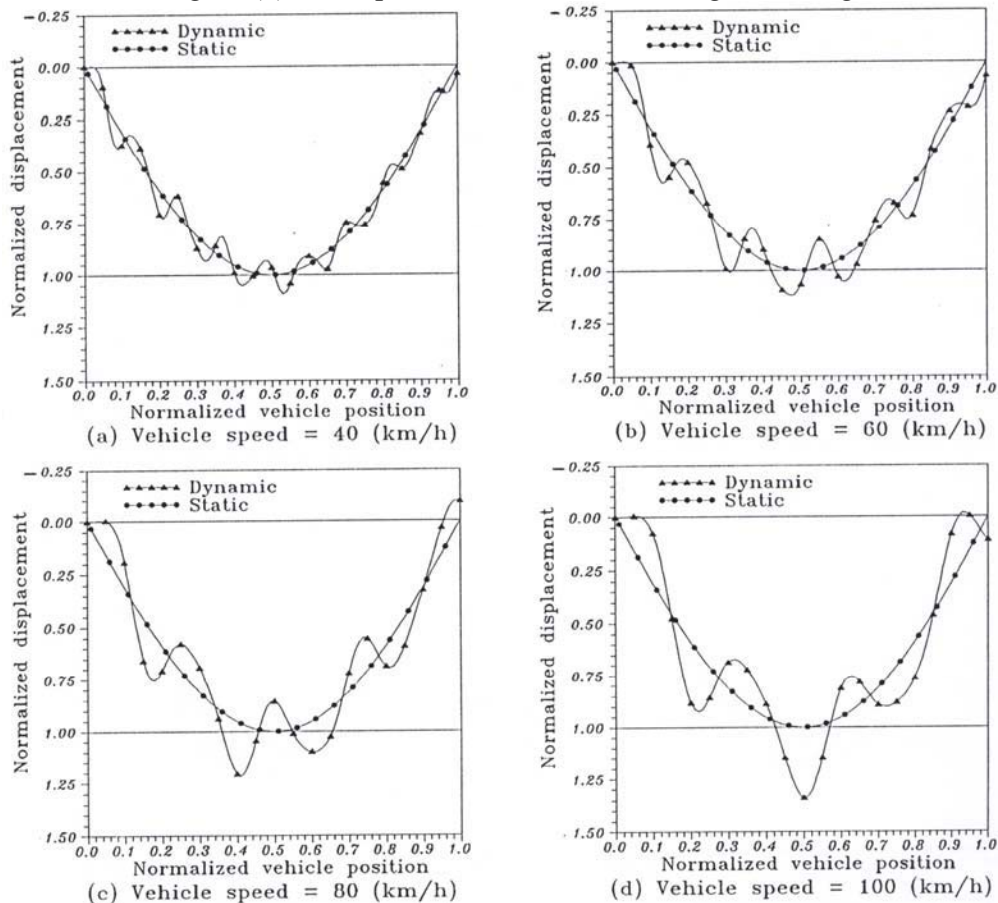 -0.25
0.00
0.25
0.50
0.75
1.00
1.25
1.50
Normalized displacement
Dynamic
Static
0.0 0.1 0.2 0.3 0.4 0.5 0.6 0.7 0.8 0.9 1.0
Normalized vehicle position
(a) Vehicle speed = 40 (km/h)
-0.25
0.00
0.25
0.50
0.75
1.00
1.25
1.50
Normalized displacement
Dynamic
Static
0.0 0.1 0.2 0.3 0.4 0.5 0.6 0.7 0.8 0.9 1.0
Normalized vehicle position
(b) Vehicle speed = 60 (km/h)
-0.25
0.00
0.25
0.50
0.75
1.00
1.25
1.50
Normalized displacement
Dynamic
Static
0.0 0.1 0.2 0.3 0.4 0.5 0.6 0.7 0.8 0.9 1.0
Normalized vehicle position
(c) Vehicle speed = 80 (km/h)
-0.25
0.00
0.25
0.50
0.75
1.00
1.25
1.50
Normalized displacement
Dynamic
Static
0.0 0.1 0.2 0.3 0.4 0.5 0.6 0.7 0.8 0.9 1.0
Normalized vehicle position
(d) Vehicle speed = 100 (km/h)